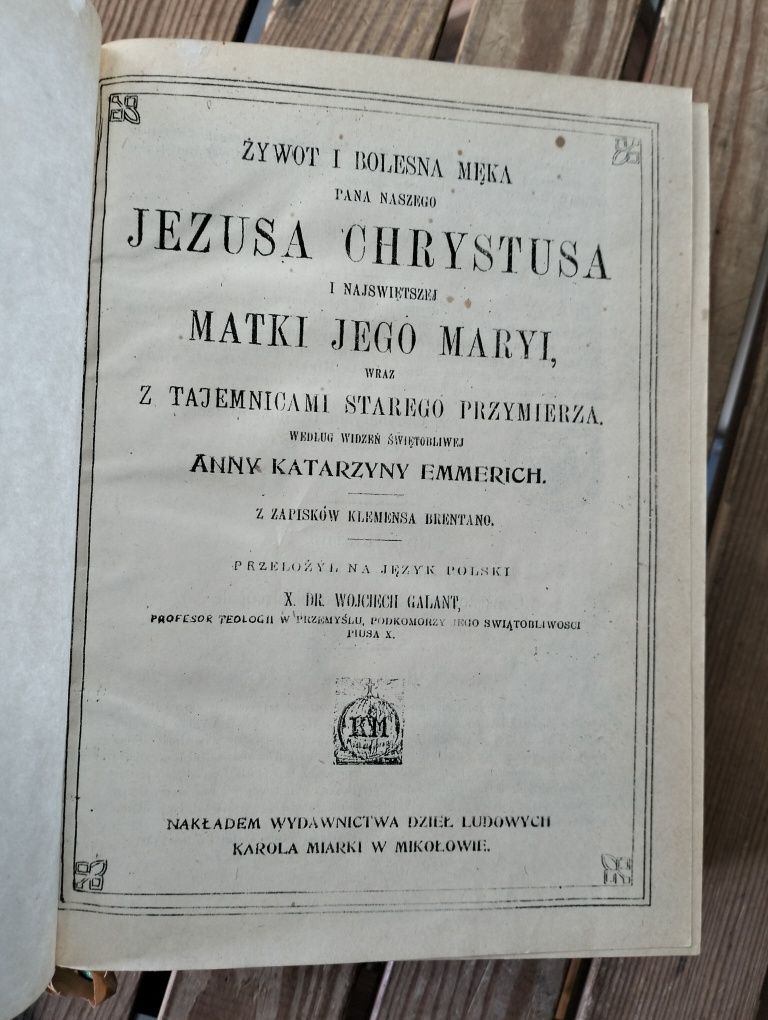 ŻYWOT I BOLESNA MĘKA
PANA NASZEGO
JEZUSA CHRYSTUSA
I NAJSWIĘTSZEJ
MATKI JEGO MARYI,
WRAZ
Z TAJEMNICAMI STAREGO PRZYMIERZA.
WEDŁUG WIDZEŃ ŚWIĘTOBLIWEJ
ANNY KATARZYNY EMMERICH.
Z ZAPISKÓW KLEMENSA BRENTANO.
PRZEŁOŻYŁ NA JĘZYK POLSKI
X. DR. WOJCIECH GALANT,
PROFESOR TEOLOGII W PRZEMYŚLU, PODKOMORZY JEGO SWIĄTOBLIWOSCI
PIUSA X.
KM
NAKŁADEM WYDAWNICTWA DZIEŁ LUDOWYCH
KAROLA MIARKI W MIKOŁOWIE.